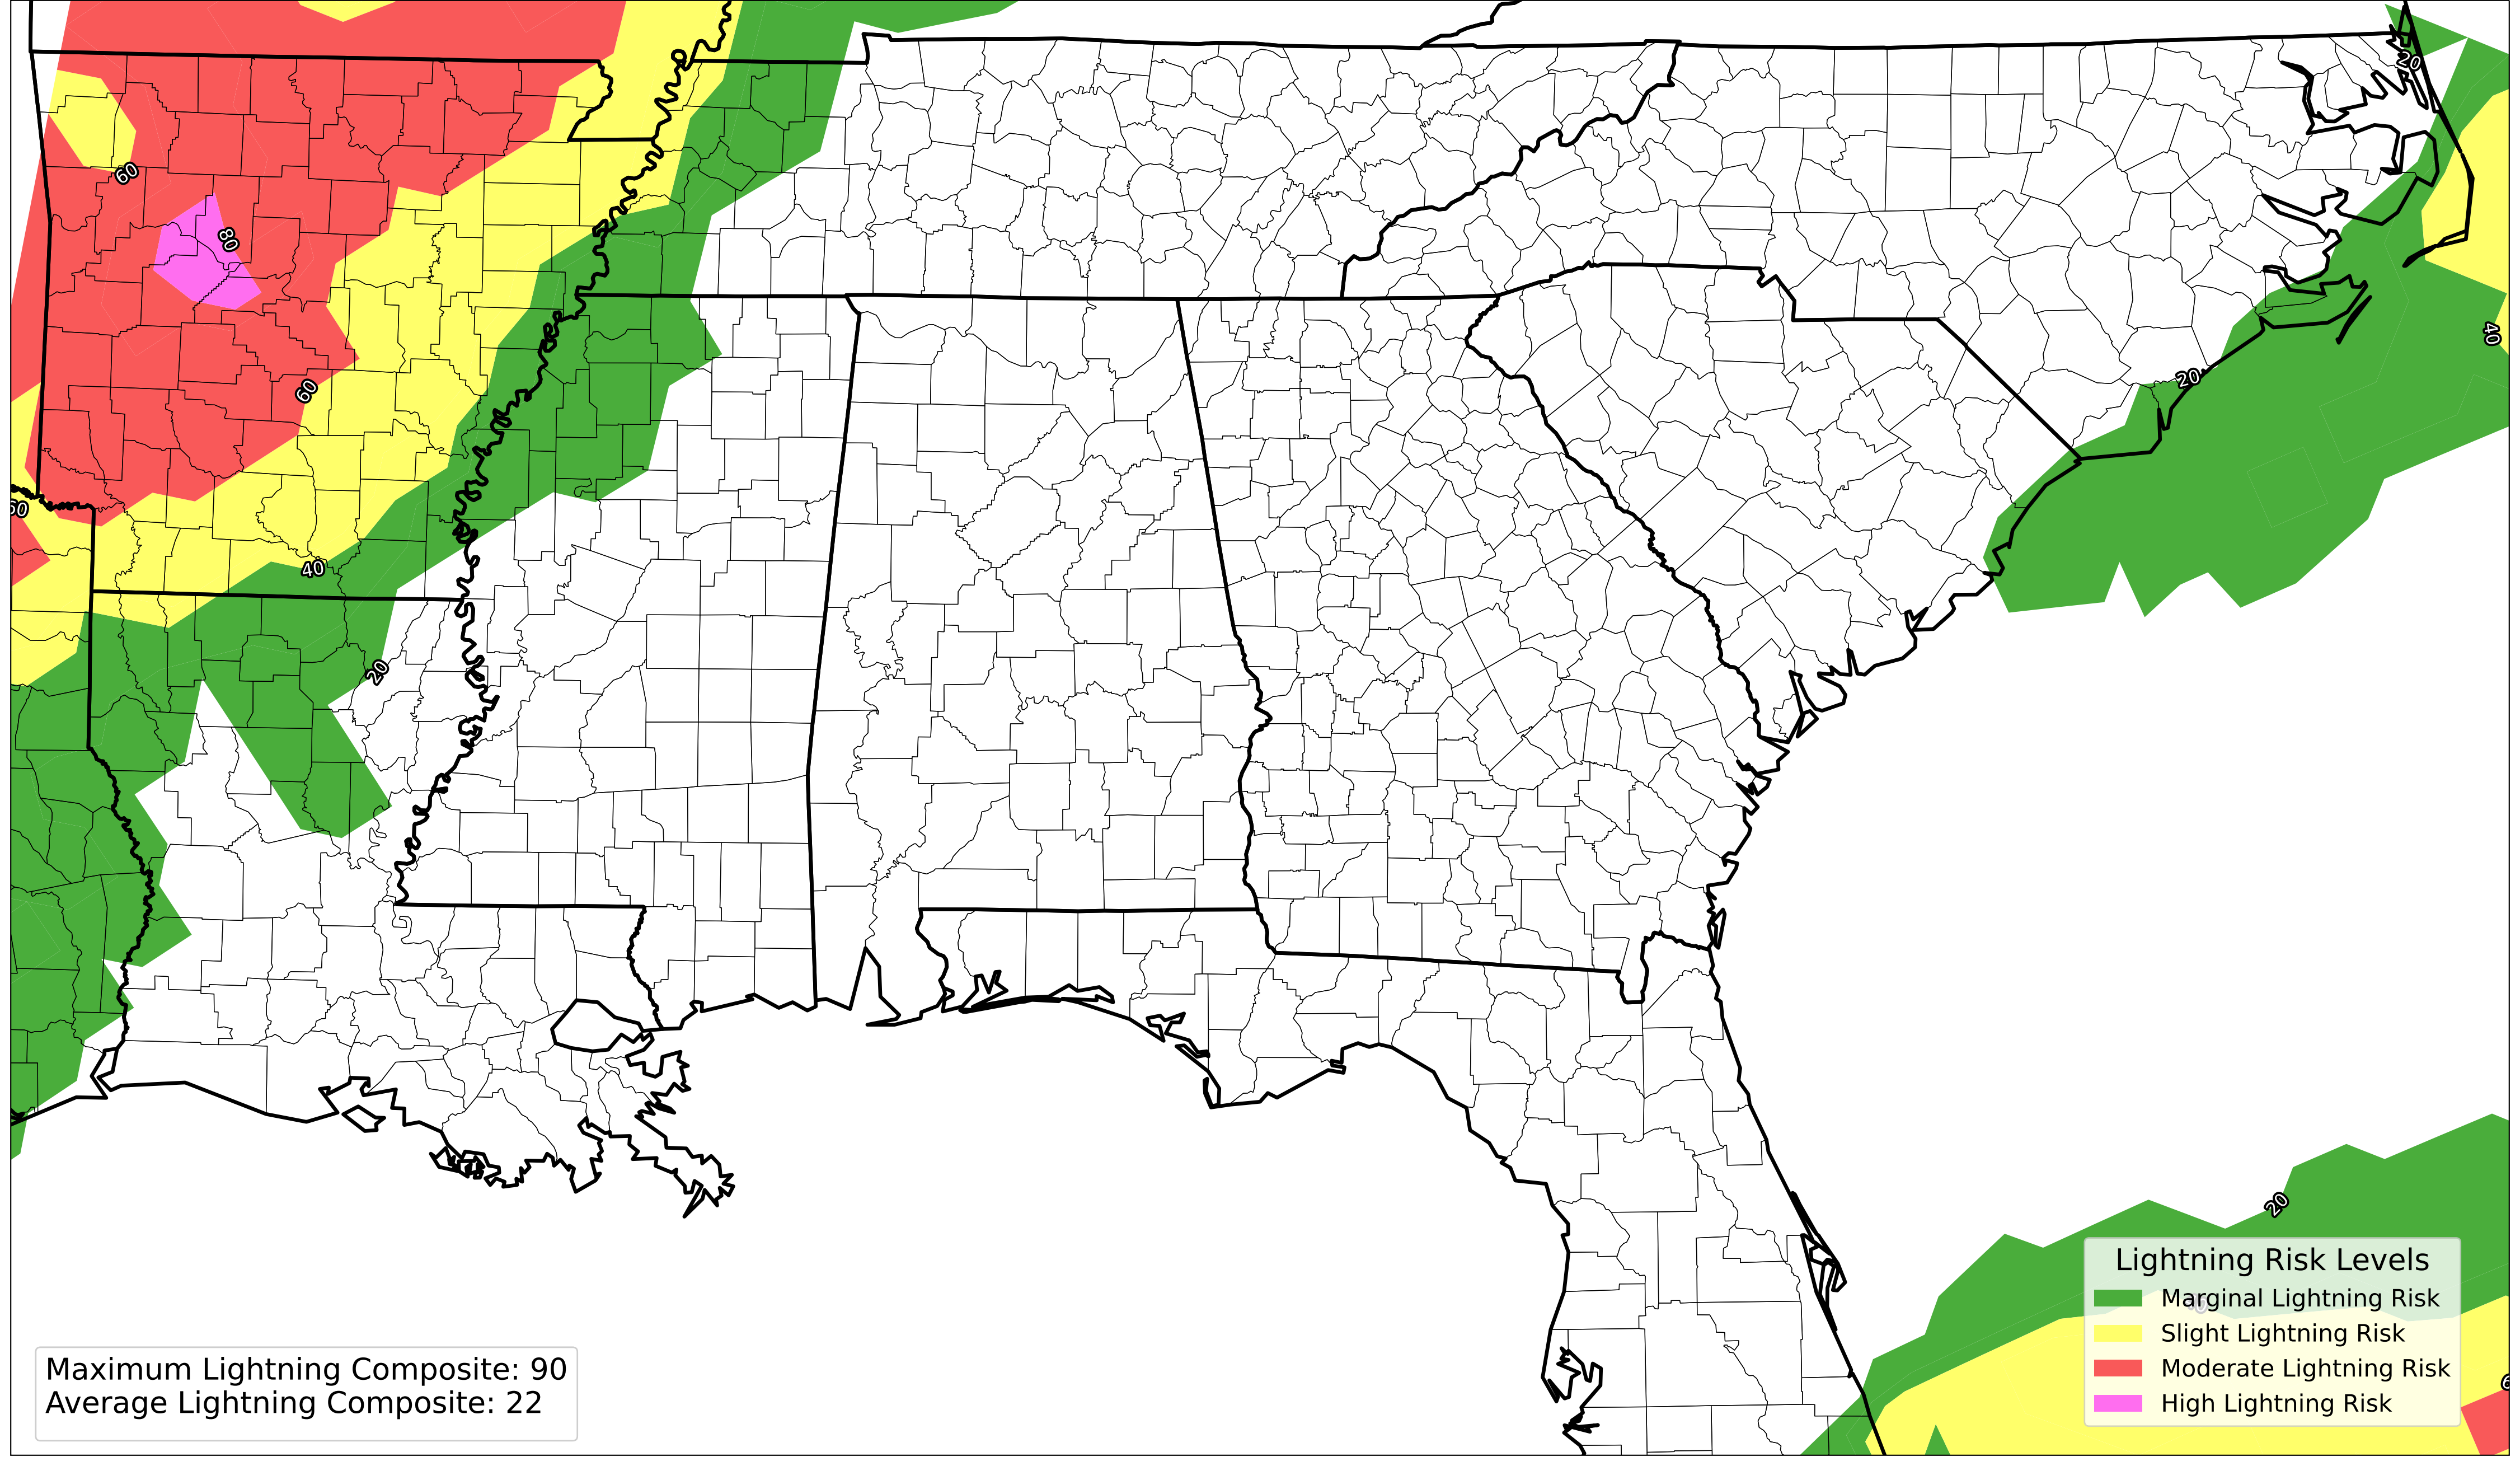 20
60
80
40
20
60
60
40
20
20
Lightning Risk Levels
Marginal Lightning Risk
Slight Lightning Risk
Moderate Lightning Risk
High Lightning Risk
Maximum Lightning Composite: 90
Average Lightning Composite: 22